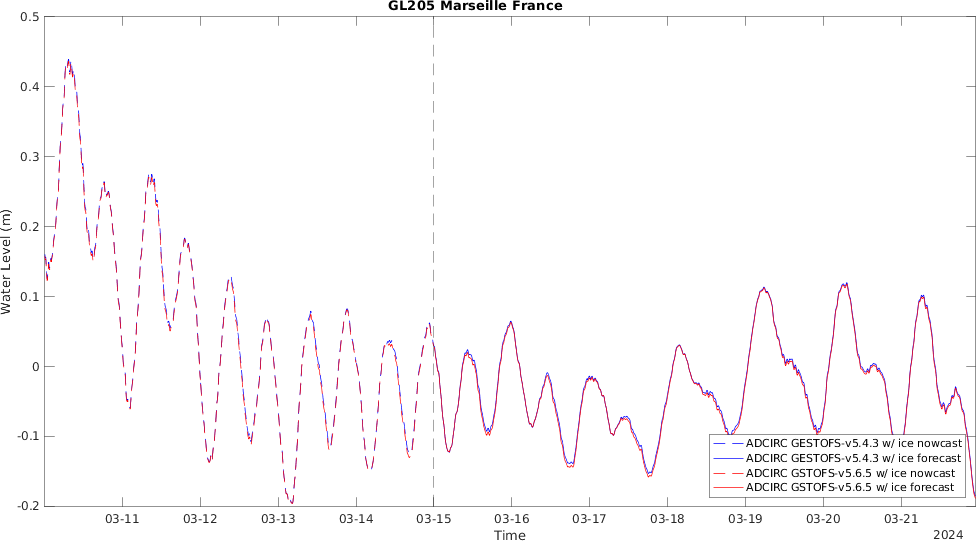 GL205 Marseille France
0.5
0.4
0.3
0.2
0.1
0
-0.1
-0.2
Water Level (m)
ADCIRC GESTOFS-v5.4.3 w/ ice nowcast
ADCIRC GESTOFS-v5.4.3 w/ ice forecast
ADCIRC GSTOFS-v5.6.5 w/ ice nowcast
ADCIRC GSTOFS-v5.6.5 w/ ice forecast
03-11 03-12 03-13 03-14 03-15 03-16 03-17 03-18 03-19 03-20 03-21
Time
2024